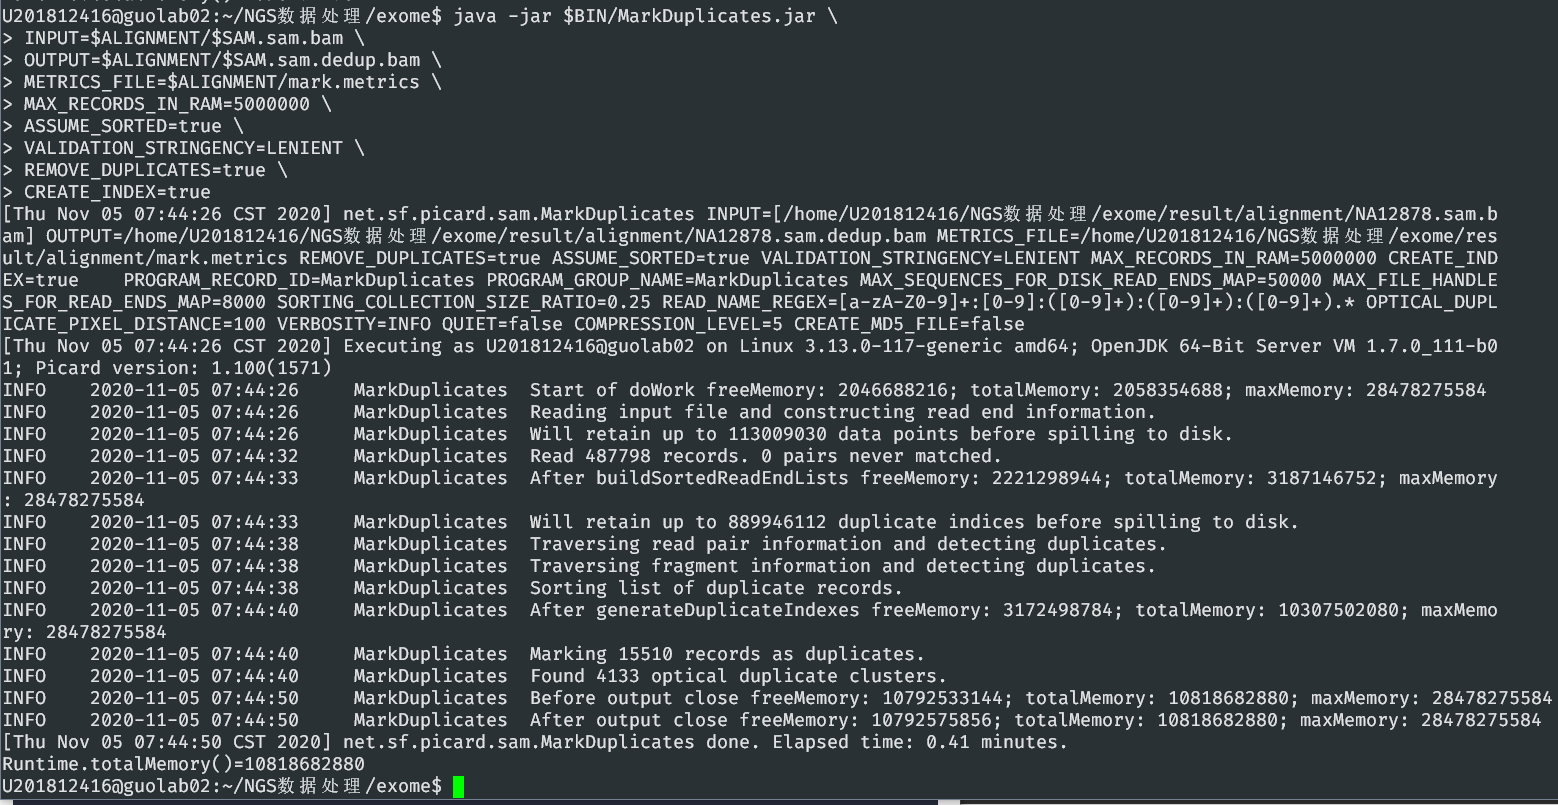 U201812416@guolab02:~/NGS数据处理/exome$ java -jar $BIN/MarkDuplicates.jar \
> INPUT=$ALIGNMENT/$SAM.sam.bam \
> OUTPUT=$ALIGNMENT/$SAM.sam.dedup.bam \
> METRICS_FILE=$ALIGNMENT/mark.metrics \
> MAX_RECORDS_IN_RAM=5000000 \
> ASSUME_SORTED=true \
> VALIDATION_STRINGENCY=LENIENT \
> REMOVE_DUPLICATES=true \
> CREATE_INDEX=true
[Thu Nov 05 07:44:26 CST 2020] net.sf.picard.sam.MarkDuplicates INPUT=[/home/U201812416/NGS数据处理/exome/result/alignment/NA12878.sam.b
am] OUTPUT=/home/U201812416/NGS数据处理/exome/result/alignment/NA12878.sam.dedup.bam METRICS_FILE=/home/U201812416/NGS数据处理/exome/res
ult/alignment/mark.metrics REMOVE_DUPLICATES=true ASSUME_SORTED=true VALIDATION_STRINGENCY=LENIENT MAX_RECORDS_IN_RAM=5000000 CREATE_IND
EX=true    PROGRAM_RECORD_ID=MarkDuplicates PROGRAM_GROUP_NAME=MarkDuplicates MAX_SEQUENCES_FOR_DISK_READ_ENDS_MAP=50000 MAX_FILE_HANDLE
S_FOR_READ_ENDS_MAP=8000 SORTING_COLLECTION_SIZE_RATIO=0.25 READ_NAME_REGEX=[a-zA-Z0-9]+:[0-9]:([0-9]+):([0-9]+):([0-9]+).* OPTICAL_DUPL
ICATE_PIXEL_DISTANCE=100 VERBOSITY=INFO QUIET=false COMPRESSION_LEVEL=5 CREATE_MD5_FILE=false
[Thu Nov 05 07:44:26 CST 2020] Executing as U201812416@guolab02 on Linux 3.13.0-117-generic amd64; OpenJDK 64-Bit Server VM 1.7.0_111-b0
1; Picard version: 1.100(1571)
INFO    2020-11-05 07:44:26     MarkDuplicates  Start of doWork freeMemory: 2046688216; totalMemory: 2058354688; maxMemory: 28478275584
INFO    2020-11-05 07:44:26     MarkDuplicates  Reading input file and constructing read end information.
INFO    2020-11-05 07:44:26     MarkDuplicates  Will retain up to 113009030 data points before spilling to disk.
INFO    2020-11-05 07:44:32     MarkDuplicates  Read 487798 records. 0 pairs never matched.
INFO    2020-11-05 07:44:33     MarkDuplicates  After buildSortedReadEndLists freeMemory: 2221298944; totalMemory: 3187146752; maxMemory
: 28478275584
INFO    2020-11-05 07:44:33     MarkDuplicates  Will retain up to 889946112 duplicate indices before spilling to disk.
INFO    2020-11-05 07:44:38     MarkDuplicates  Traversing read pair information and detecting duplicates.
INFO    2020-11-05 07:44:38     MarkDuplicates  Traversing fragment information and detecting duplicates.
INFO    2020-11-05 07:44:38     MarkDuplicates  Sorting list of duplicate records.
INFO    2020-11-05 07:44:40     MarkDuplicates  After generateDuplicateIndexes freeMemory: 3172498784; totalMemory: 10307502080; maxMemo
ry: 28478275584
INFO    2020-11-05 07:44:40     MarkDuplicates  Marking 15510 records as duplicates.
INFO    2020-11-05 07:44:40     MarkDuplicates  Found 4133 optical duplicate clusters.
INFO    2020-11-05 07:44:50     MarkDuplicates  Before output close freeMemory: 10792533144; totalMemory: 10818682880; maxMemory: 28478275584
INFO    2020-11-05 07:44:50     MarkDuplicates  After output close freeMemory: 10792575856; totalMemory: 10818682880; maxMemory: 28478275584
[Thu Nov 05 07:44:50 CST 2020] net.sf.picard.sam.MarkDuplicates done. Elapsed time: 0.41 minutes.
Runtime.totalMemory()=10818682880
U201812416@guolab02:~/NGS数据处理/exome$